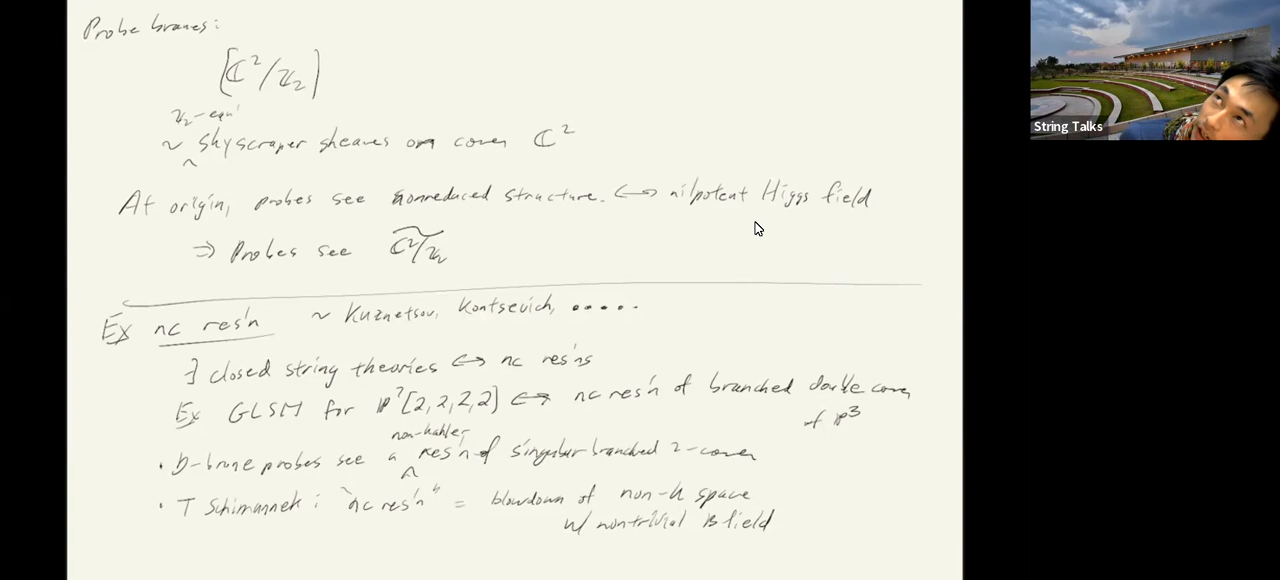 Probe branes:
[ℂ²/ℤ₂]
ℤ₂-equi'
~ skyscraper sheaves on cover ℂ²
At origin, probes see nonreduced structure. ↔ nilpotent Higgs field
⇒ Probes see \widetilde{ℂ²/ℤ₂}
Ex nc res'n ~ Kuznetsov, Kontsevich, .....
∃ closed string theories ↔ nc res'ns
Ex GLSM for ℙ⁷[2,2,2,2] ↔ nc res'n of branched double cover
of ℙ³
non-kahler
• D-brane probes see a res'n of singular branched 2-cover
• T Schimannek: "nc res'n" = blowdown of non-K space
w/ nontrivial B field
String Talks